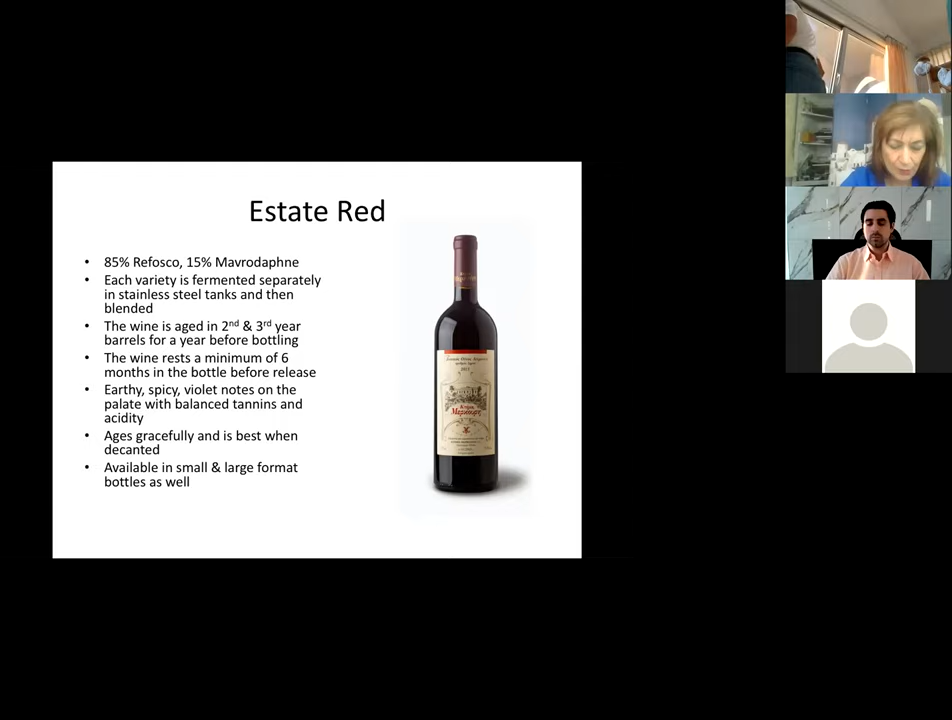 Estate Red
• 85% Refosco, 15% Mavrodaphne
• Each variety is fermented separately
in stainless steel tanks and then
blended
• The wine is aged in 2nd & 3rd year
barrels for a year before bottling
• The wine rests a minimum of 6
months in the bottle before release
• Earthy, spicy, violet notes on the
palate with balanced tannins and
acidity
• Ages gracefully and is best when
decanted
• Available in small & large format
bottles as well
Κτήμα
Μερκούρη